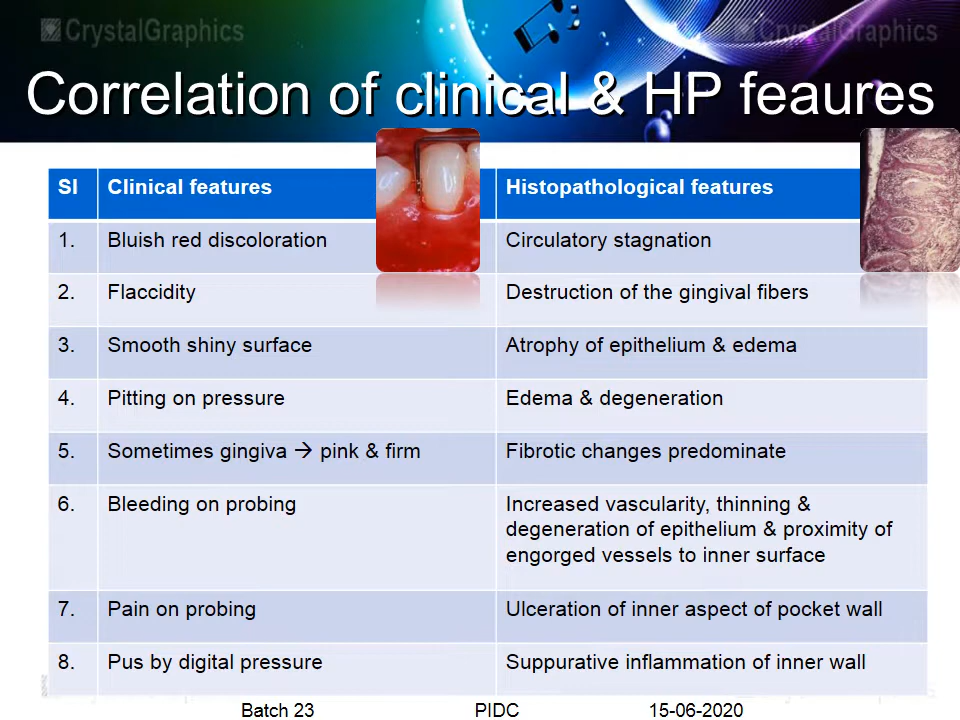 CrystalGraphics
CrystalGraphics
Correlation of clinical & HP feaures
SI Clinical features Histopathological features
1. Bluish red discoloration Circulatory stagnation
2. Flaccidity Destruction of the gingival fibers
3. Smooth shiny surface Atrophy of epithelium & edema
4. Pitting on pressure Edema & degeneration
5. Sometimes gingiva → pink & firm Fibrotic changes predominate
6. Bleeding on probing Increased vascularity, thinning &
degeneration of epithelium & proximity of
engorged vessels to inner surface
7. Pain on probing Ulceration of inner aspect of pocket wall
8. Pus by digital pressure Suppurative inflammation of inner wall
Batch 23 PIDC 15-06-2020